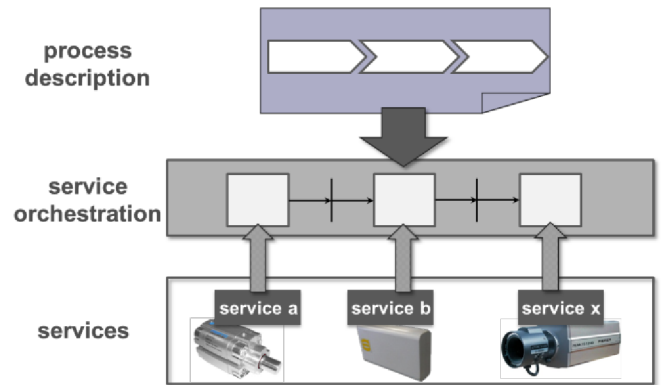 process
description
service
orchestration
service a
service b
service x
services